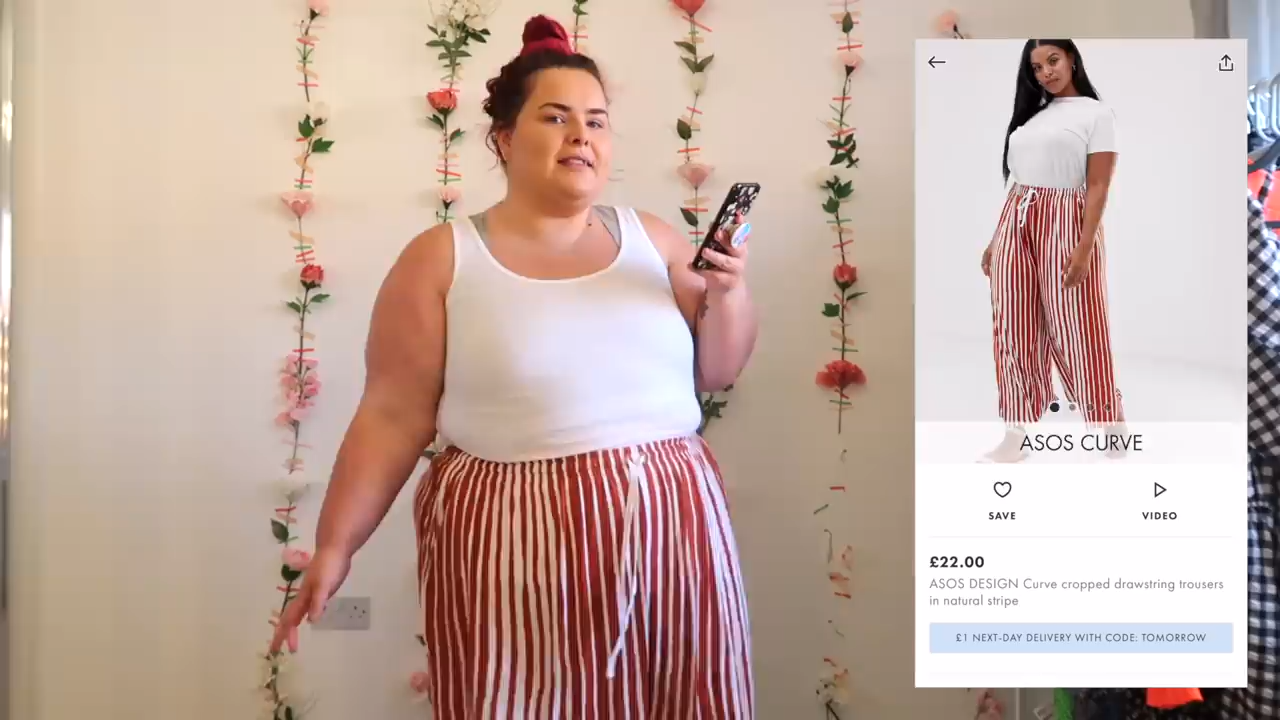 ASOS CURVE
SAVE
VIDEO
£22.00
ASOS DESIGN Curve cropped drawstring trousers
in natural stripe
£1 NEXT-DAY DELIVERY WITH CODE: TOMORROW